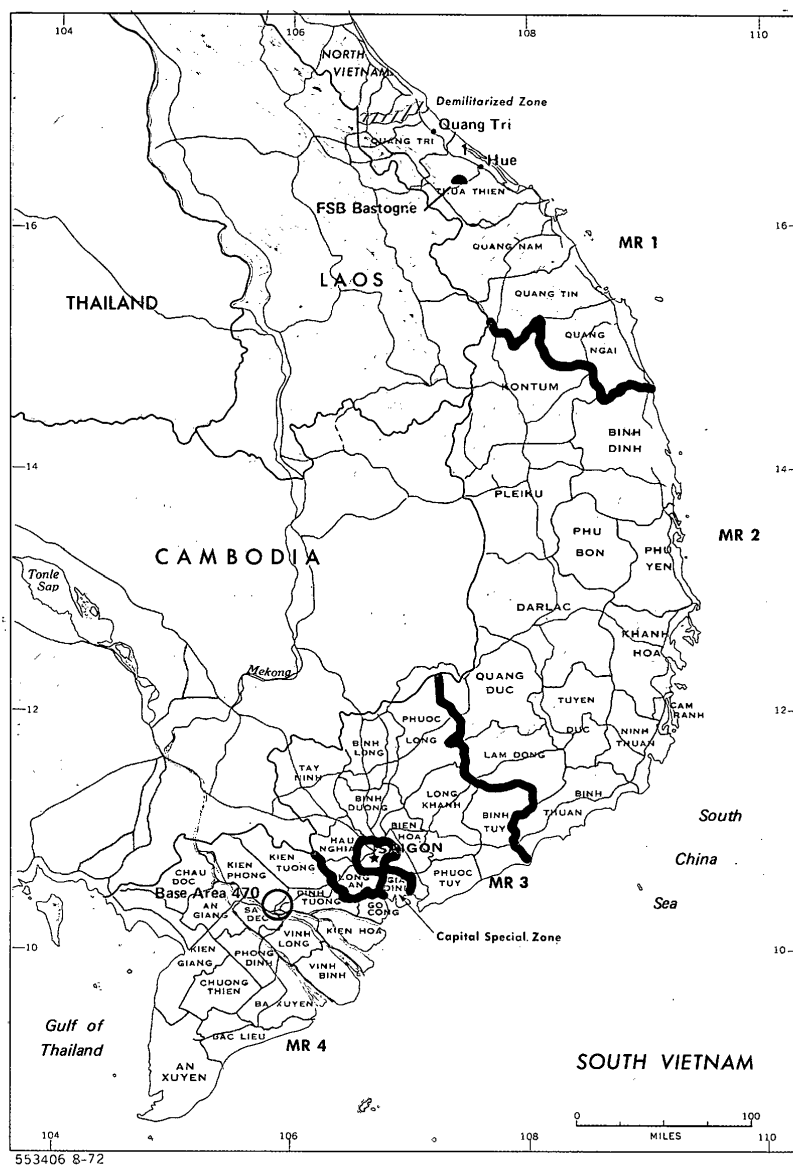 104
106
108
110
NORTH
VIETNAM
Demilitarized Zone
Quang Tri
QUANG TRI
Hue
THUA THIEN
FSB Bastogne
16
QUANG NAM
MR 1
LAOS
THAILAND
QUANG TIN
QUANG
NGAI
KONTUM
BINH
DINH
14
14
PLEIKU
PHU
BON
MR 2
PHU
YEN
CAMBODIA
Tonle
Sap
DARLAC
KHANH
HOA
Mekong
QUANG
DUC
12
12
TUYEN
DUC
CAM
RANH
PHUOC
LONG
NINH
THUAN
BINH
LONG
LAM DONG
TAY
NINH
BINH
DUONG
LONG
KHANH
BINH
TUY
BINH
THUAN
South
China
Sea
BIEN
HOA
HAU
NGHIA
SAIGON
KIEN
TUONG
KIEN
PHONG
CHAU
DOC
LONG
AN
GIA
DINH
PHUOC
TUY
MR 3
Base Area 470
DINH
TUONG
AN
GIANG
SA
DEC
GO
CONG
KIEN HOA
Capital Special Zone
10
10
VINH
LONG
KIEN
GIANG
PHONG
DINH
VINH
BINH
CHUONG
THIEN
BA XUYEN
Gulf of
Thailand
BAC LIEU
MR 4
AN
XUYEN
SOUTH VIETNAM
0
100
MILES
104
106
108
110
553406 8-72